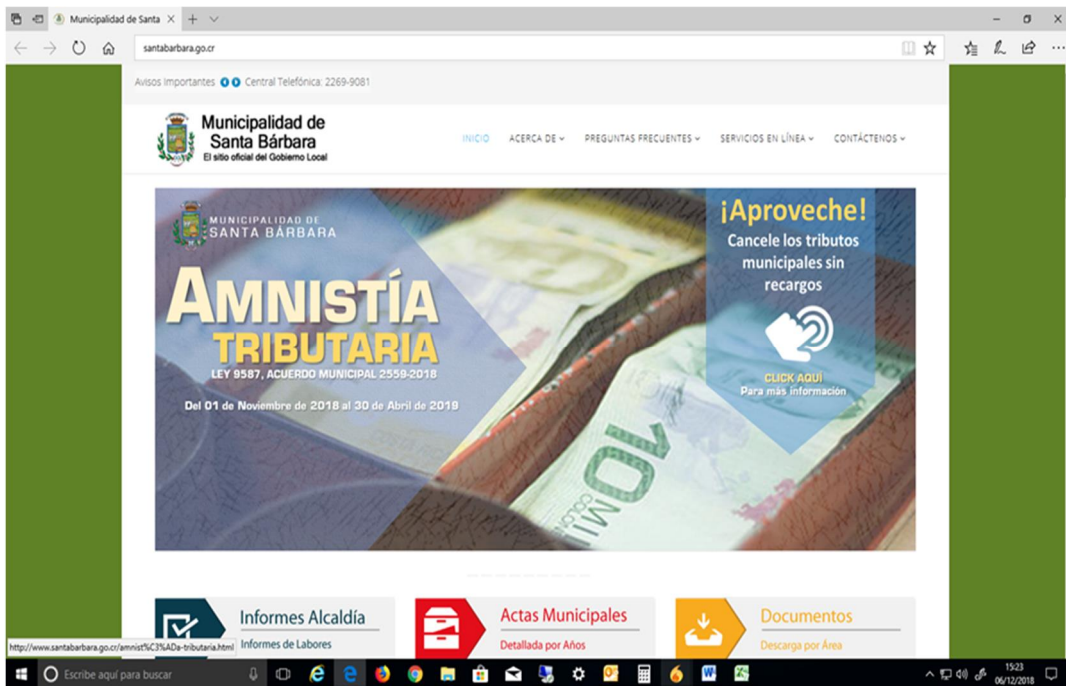 Municipalidad de Santa
santabarbara.go.cr
Avisos Importantes Central Telefónica: 2269-9081
Municipalidad de
Santa Bárbara
El sitio oficial del Gobierno Local
INICIO ACERCA DE PREGUNTAS FRECUENTES SERVICIOS EN LÍNEA CONTÁCTENOS
MUNICIPALIDAD DE
SANTA BÁRBARA
AMNISTÍA
TRIBUTARIA
LEY 9587, ACUERDO MUNICIPAL 2559-2018
Del 01 de Noviembre de 2018 al 30 de Abril de 2019
¡Aproveche!
Cancele los tributos
municipales sin
recargos
CLICK AQUÍ
Para más información
10 MIL
COLONES
Informes Alcaldía
Informes de Labores
Actas Municipales
Detallada por Años
Documentos
Descarga por Área
http://www.santabarbara.go.cr/amnist%C3%ADa-tributaria.html
Escribe aquí para buscar
15:23
06/12/2018